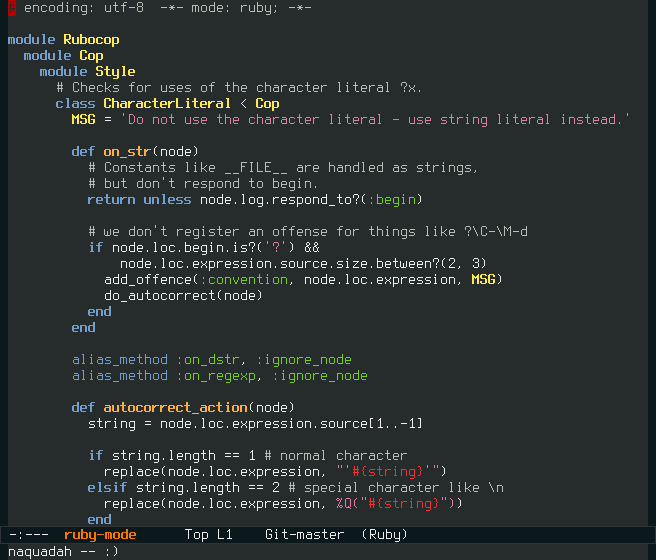 # encoding: utf-8  -*- mode: ruby; -*-

module Rubocop
  module Cop
    module Style
      # Checks for uses of the character literal ?x.
      class CharacterLiteral < Cop
        MSG = 'Do not use the character literal - use string literal instead.'

        def on_str(node)
          # Constants like __FILE__ are handled as strings,
          # but don't respond to begin.
          return unless node.log.respond_to?(:begin)

          # we don't register an offense for things like ?\C-\M-d
          if node.loc.begin.is?('?') &&
              node.loc.expression.source.size.between?(2, 3)
            add_offence(:convention, node.loc.expression, MSG)
            do_autocorrect(node)
          end
        end

        alias_method :on_dstr, :ignore_node
        alias_method :on_regexp, :ignore_node

        def autocorrect_action(node)
          string = node.loc.expression.source[1..-1]

          if string.length == 1 # normal character
            replace(node.loc.expression, "'#{string}'")
          elsif string.length == 2 # special character like \n
            replace(node.loc.expression, %Q("#{string}"))
          end
-:---  ruby-mode      Top L1    Git-master  (Ruby)
naquadah -- :)